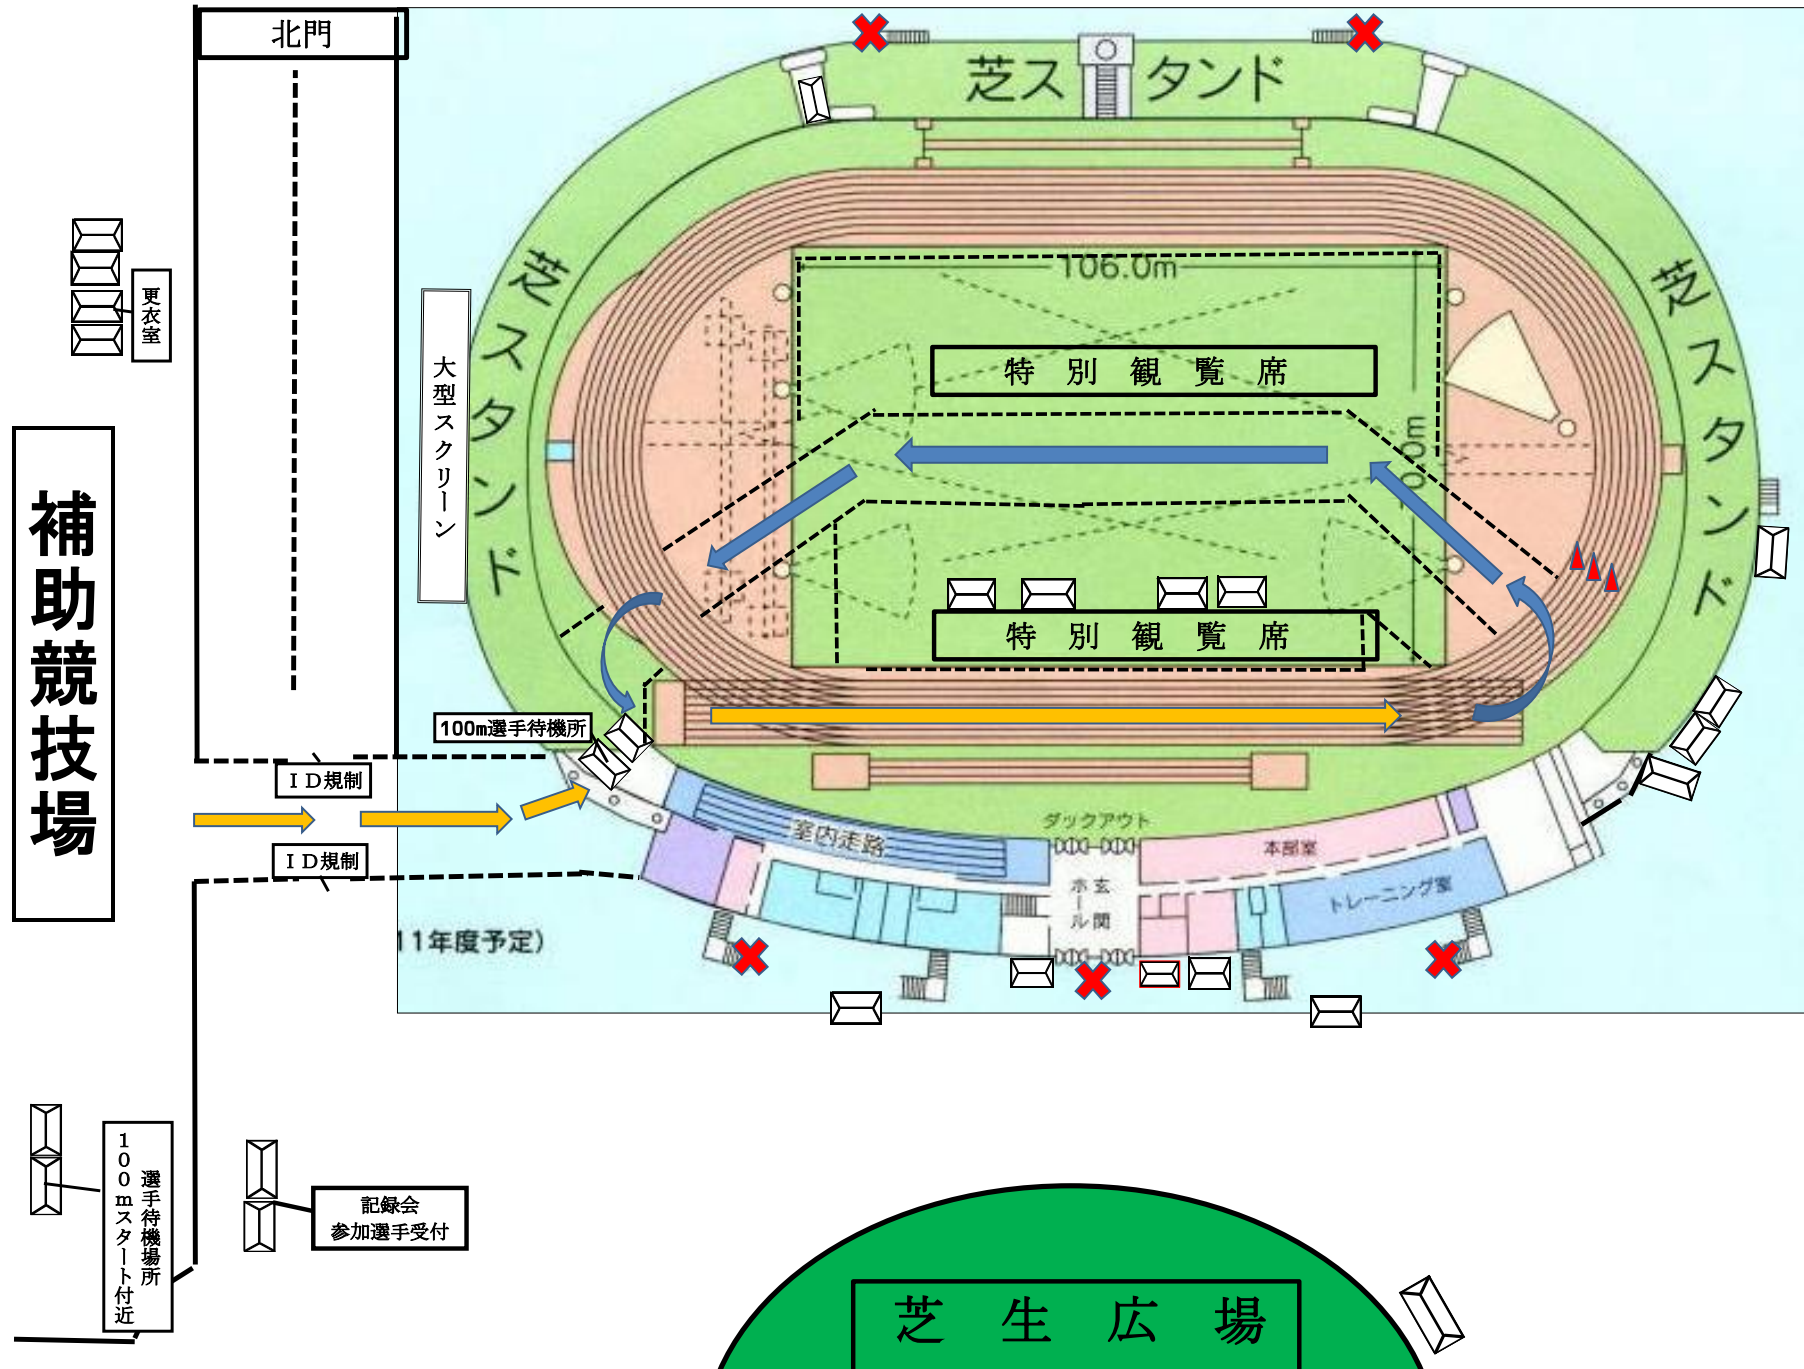 北門
芝スタンド
106.0m
芝スタンド
芝スタンド
更衣室
大型スクリーン
特別観覧席
0m
補助競技場
特別観覧席
100m選手待機所
ＩＤ規制
ＩＤ規制
ダックアウト
室内走路
本部室
玄関
ホール
トレーニング室
11年度予定)
選手待機場所
100mスタート付近
記録会
参加選手受付
芝生広場